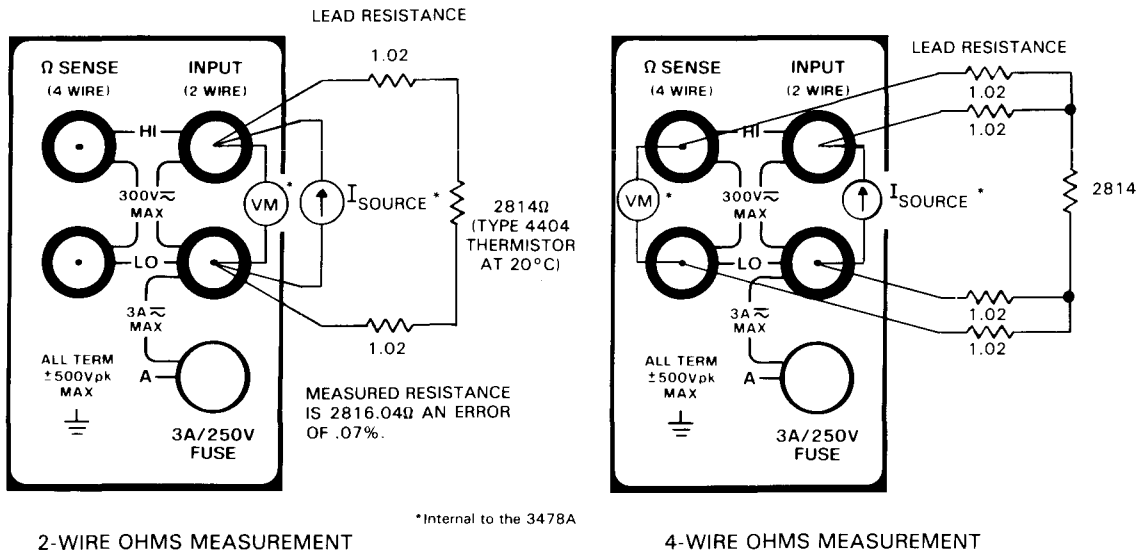 LEAD RESISTANCE
1.02
Ω SENSE
(4 WIRE)
INPUT
(2 WIRE)
HI
300V⎓~
MAX
VM
*
I SOURCE *
2814Ω
(TYPE 4404
THERMISTOR
AT 20°C)
LO
3A⎓~
MAX
1.02
ALL TERM
±500Vpk
MAX
A
3A/250V
FUSE
MEASURED RESISTANCE
IS 2816.04Ω AN ERROR
OF .07%.
2-WIRE OHMS MEASUREMENT
*Internal to the 3478A
LEAD RESISTANCE
1.02
1.02
Ω SENSE
(4 WIRE)
INPUT
(2 WIRE)
HI
300V⎓~
MAX
VM
*
I SOURCE *
2814
LO
3A⎓~
MAX
1.02
1.02
ALL TERM
±500Vpk
MAX
A
3A/250V
FUSE
4-WIRE OHMS MEASUREMENT